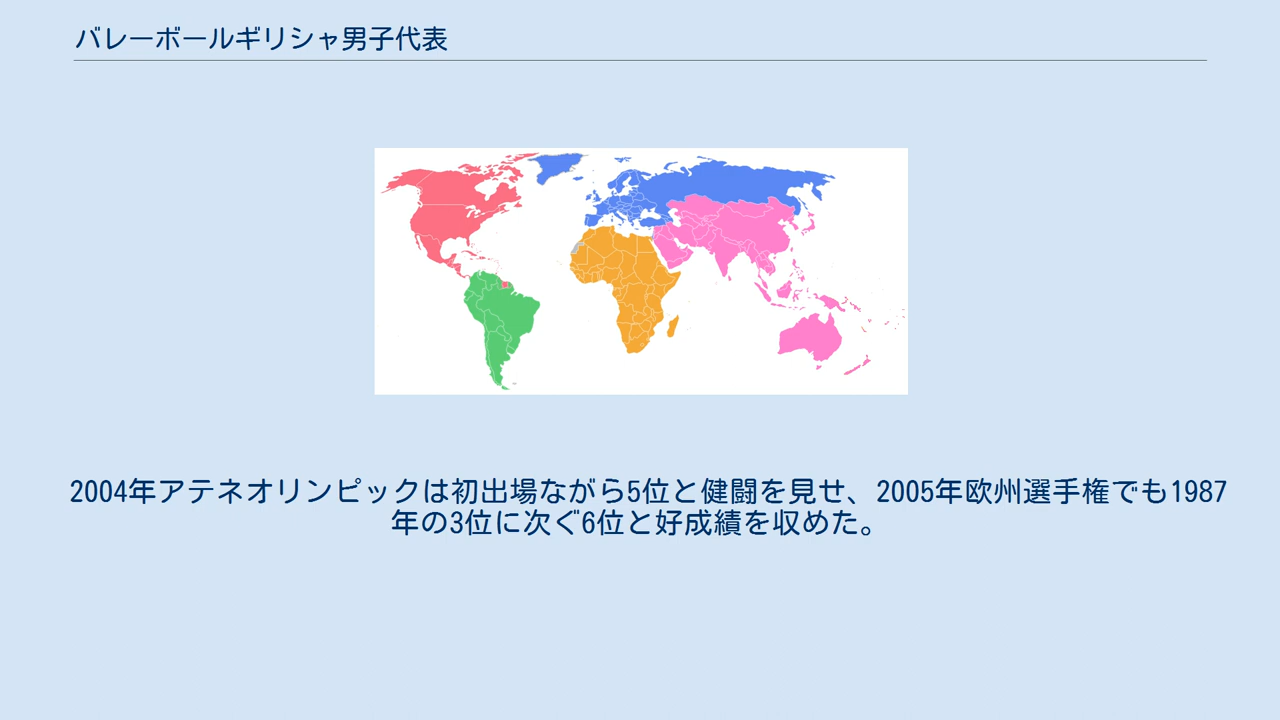 バレーボールギリシャ男子代表
2004年アテネオリンピックは初出場ながら5位と健闘を見せ、2005年欧州選手権でも1987
年の3位に次ぐ6位と好成績を収めた。